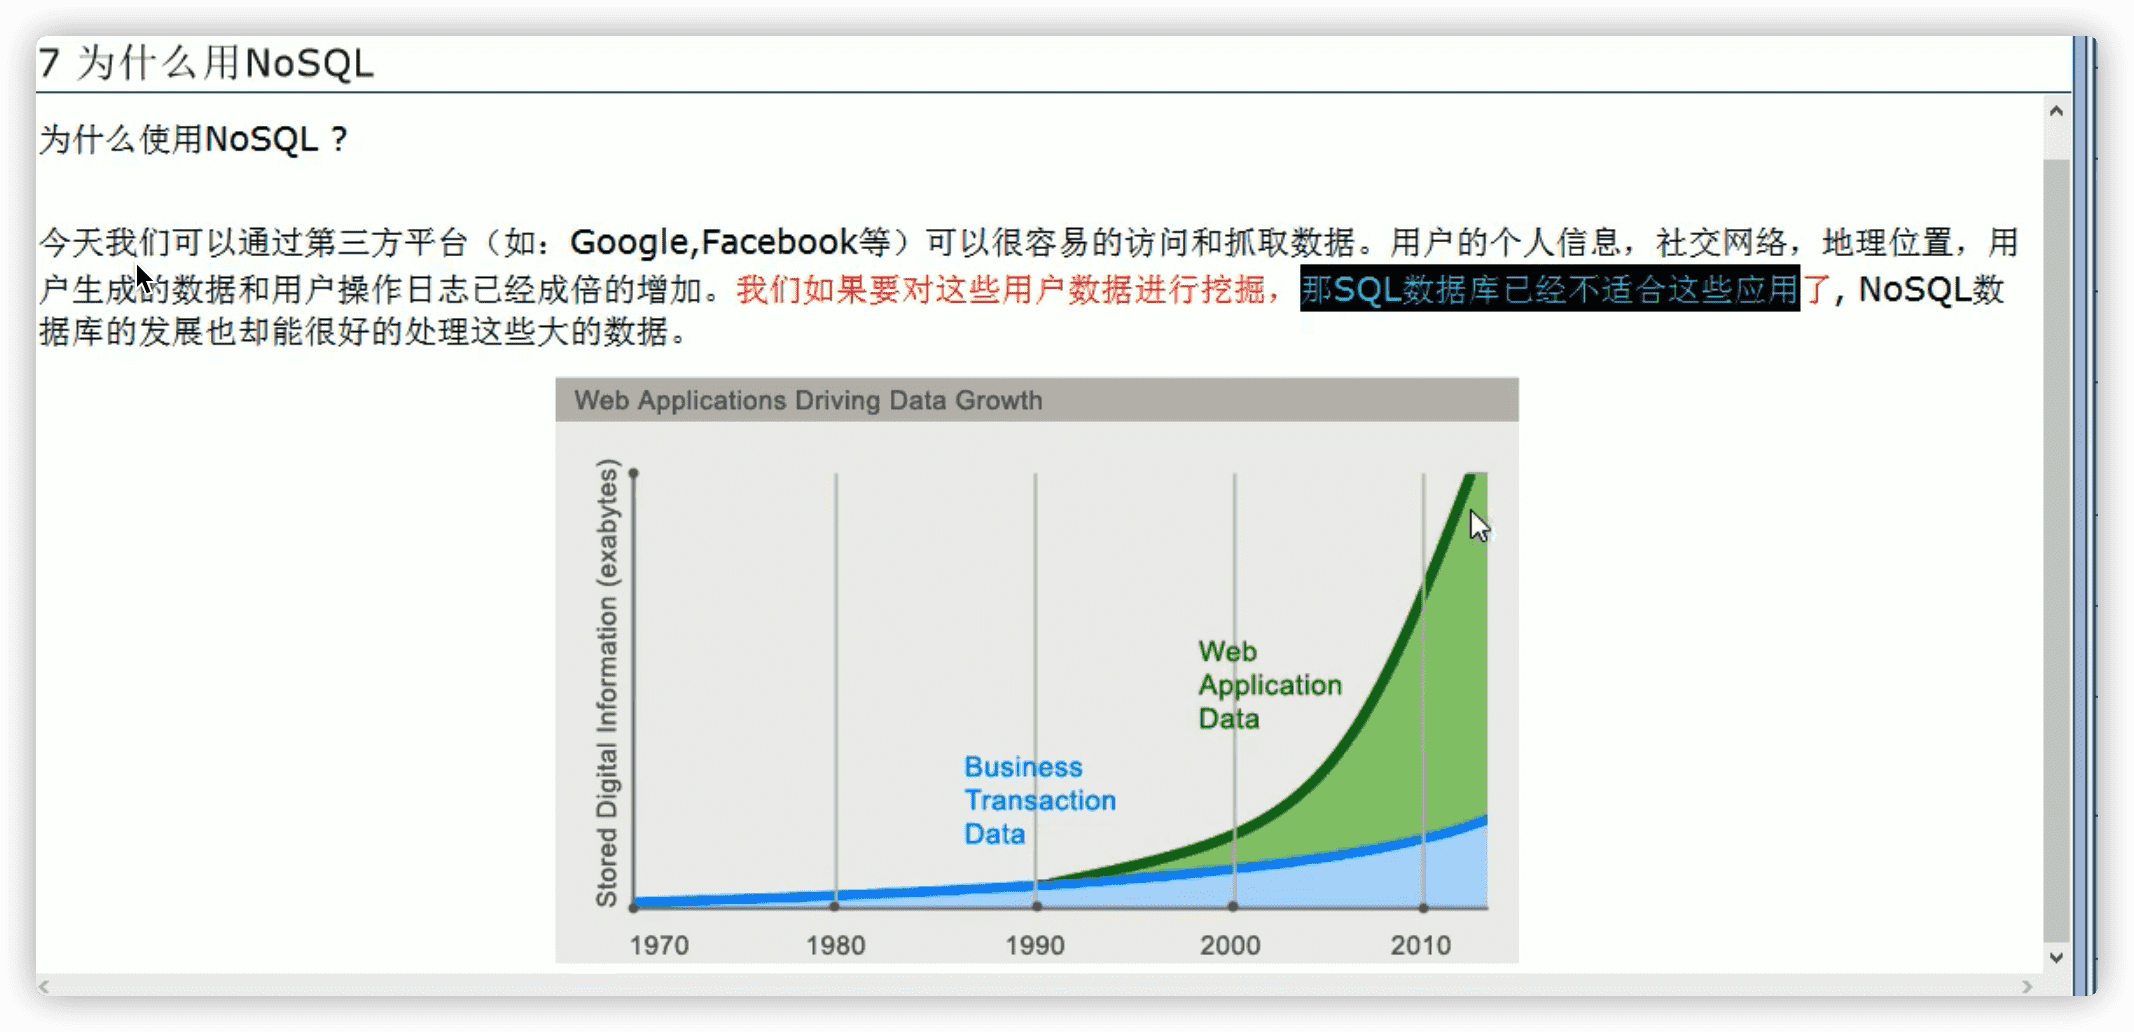 7 为什么用NoSQL
为什么使用NoSQL ?
今天我们可以通过第三方平台（如：Google,Facebook等）可以很容易的访问和抓取数据。用户的个人信息，社交网络，地理位置，用
户生成的数据和用户操作日志已经成倍的增加。我们如果要对这些用户数据进行挖掘，那SQL数据库已经不适合这些应用了, NoSQL数
据库的发展也却能很好的处理这些大的数据。
Web Applications Driving Data Growth
Stored Digital Information (exabytes)
Web
Application
Data
Business
Transaction
Data
1970 1980 1990 2000 2010